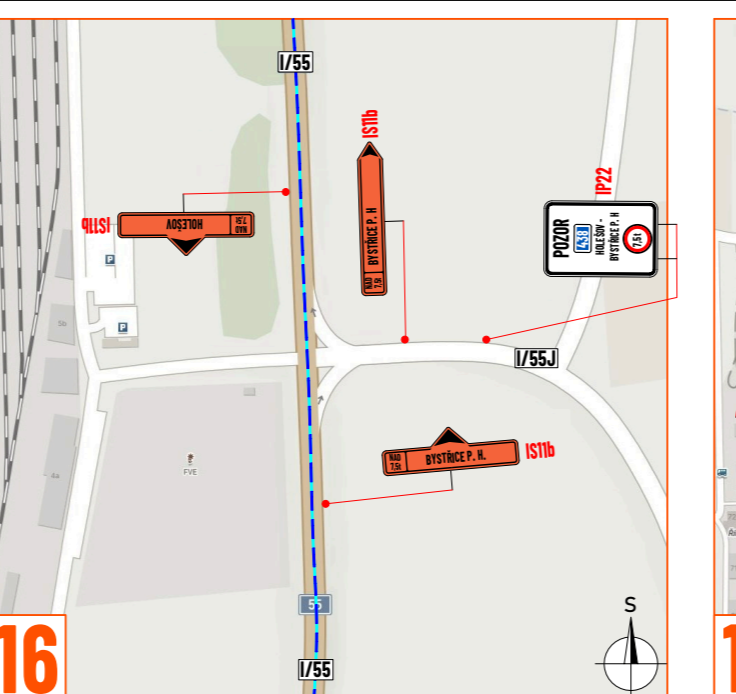 I/55
IS11b
NAD
7,5t
HOLEŠOV
IS11b
NAD
7,5t
BYSTŘICE P. H
IP22
POZOR
438
HOLEŠOV -
BYSTŘICE P. H
7,5t
P
P
I/55J
NAD
7,5t
BYSTŘICE P. H.
IS11b
FVE
55
I/55
S
16
1